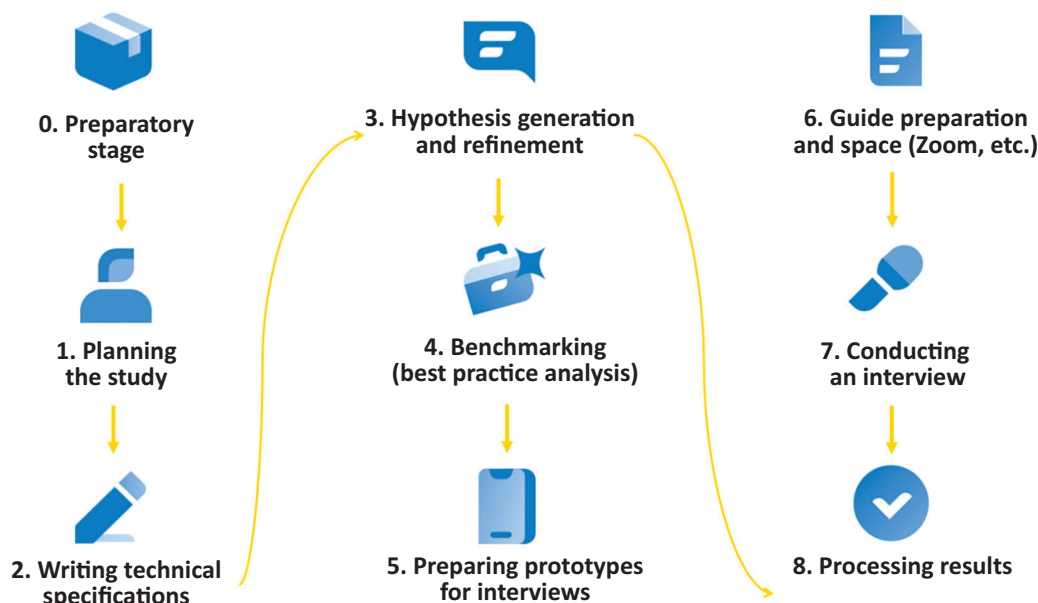 0. Preparatory
stage
1. Planning
the study
2. Writing technical
specifications
3. Hypothesis generation
and refinement
4. Benchmarking
(best practice analysis)
5. Preparing prototypes
for interviews
6. Guide preparation
and space (Zoom, etc.)
7. Conducting
an interview
8. Processing results